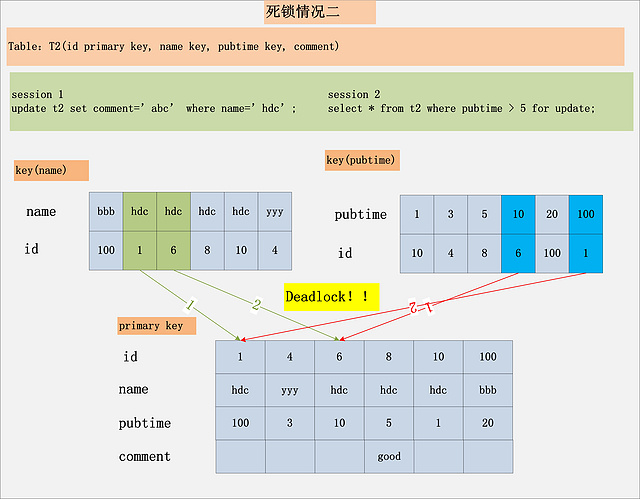 死锁情况二
Table: T2(id primary key, name key, pubtime key, comment)
session 1
update t2 set comment='abc' where name='hdc';
session 2
select * from t2 where pubtime > 5 for update;
key(name)
name bbb hdc hdc hdc hdc yyy
id 100 1 6 8 10 4
key(pubtime)
pubtime 1 3 5 10 20 100
id 10 4 8 6 100 1
1
2
Deadlock!!
1
2
primary key
id 1 4 6 8 10 100
name hdc yyy hdc hdc hdc bbb
pubtime 100 3 10 5 1 20
comment good